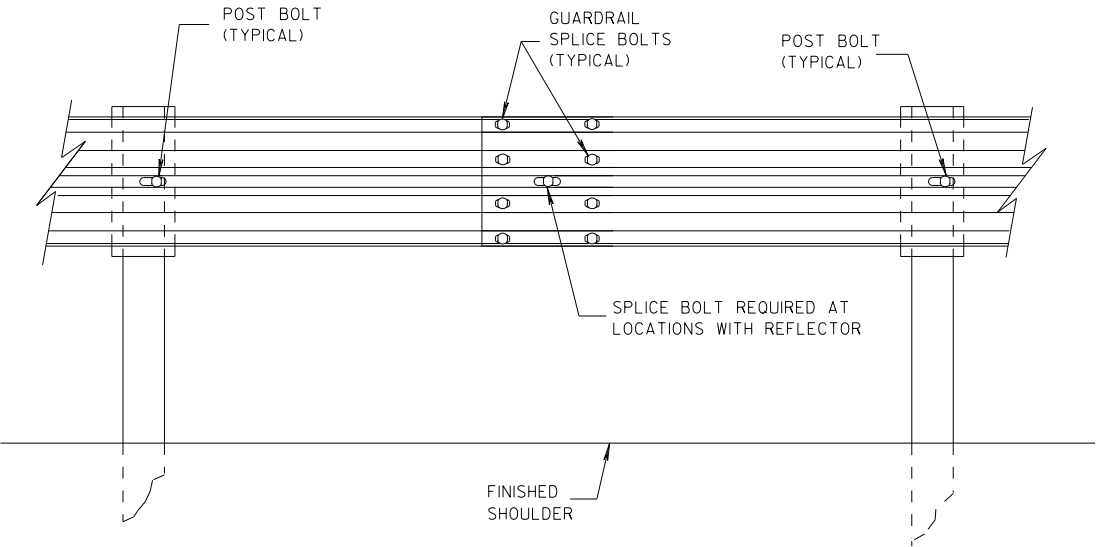 POST BOLT
(TYPICAL)
GUARDRAIL
SPLICE BOLTS
(TYPICAL)
POST BOLT
(TYPICAL)
SPLICE BOLT REQUIRED AT
LOCATIONS WITH REFLECTOR
FINISHED
SHOULDER